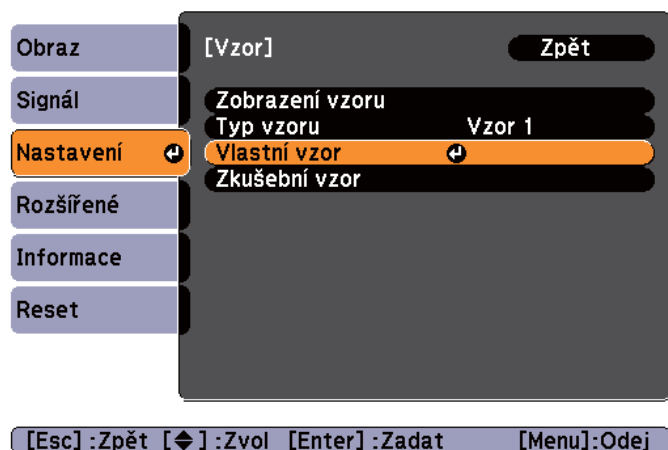 Obraz
Signál
Nastavení
Rozšířené
Informace
Reset
[Vzor] Zpět
Zobrazení vzoru
Typ vzoru Vzor 1
Vlastní vzor
Zkušební vzor
[Esc] :Zpět [◆] :Zvol [Enter] :Zadat [Menu]:Odej